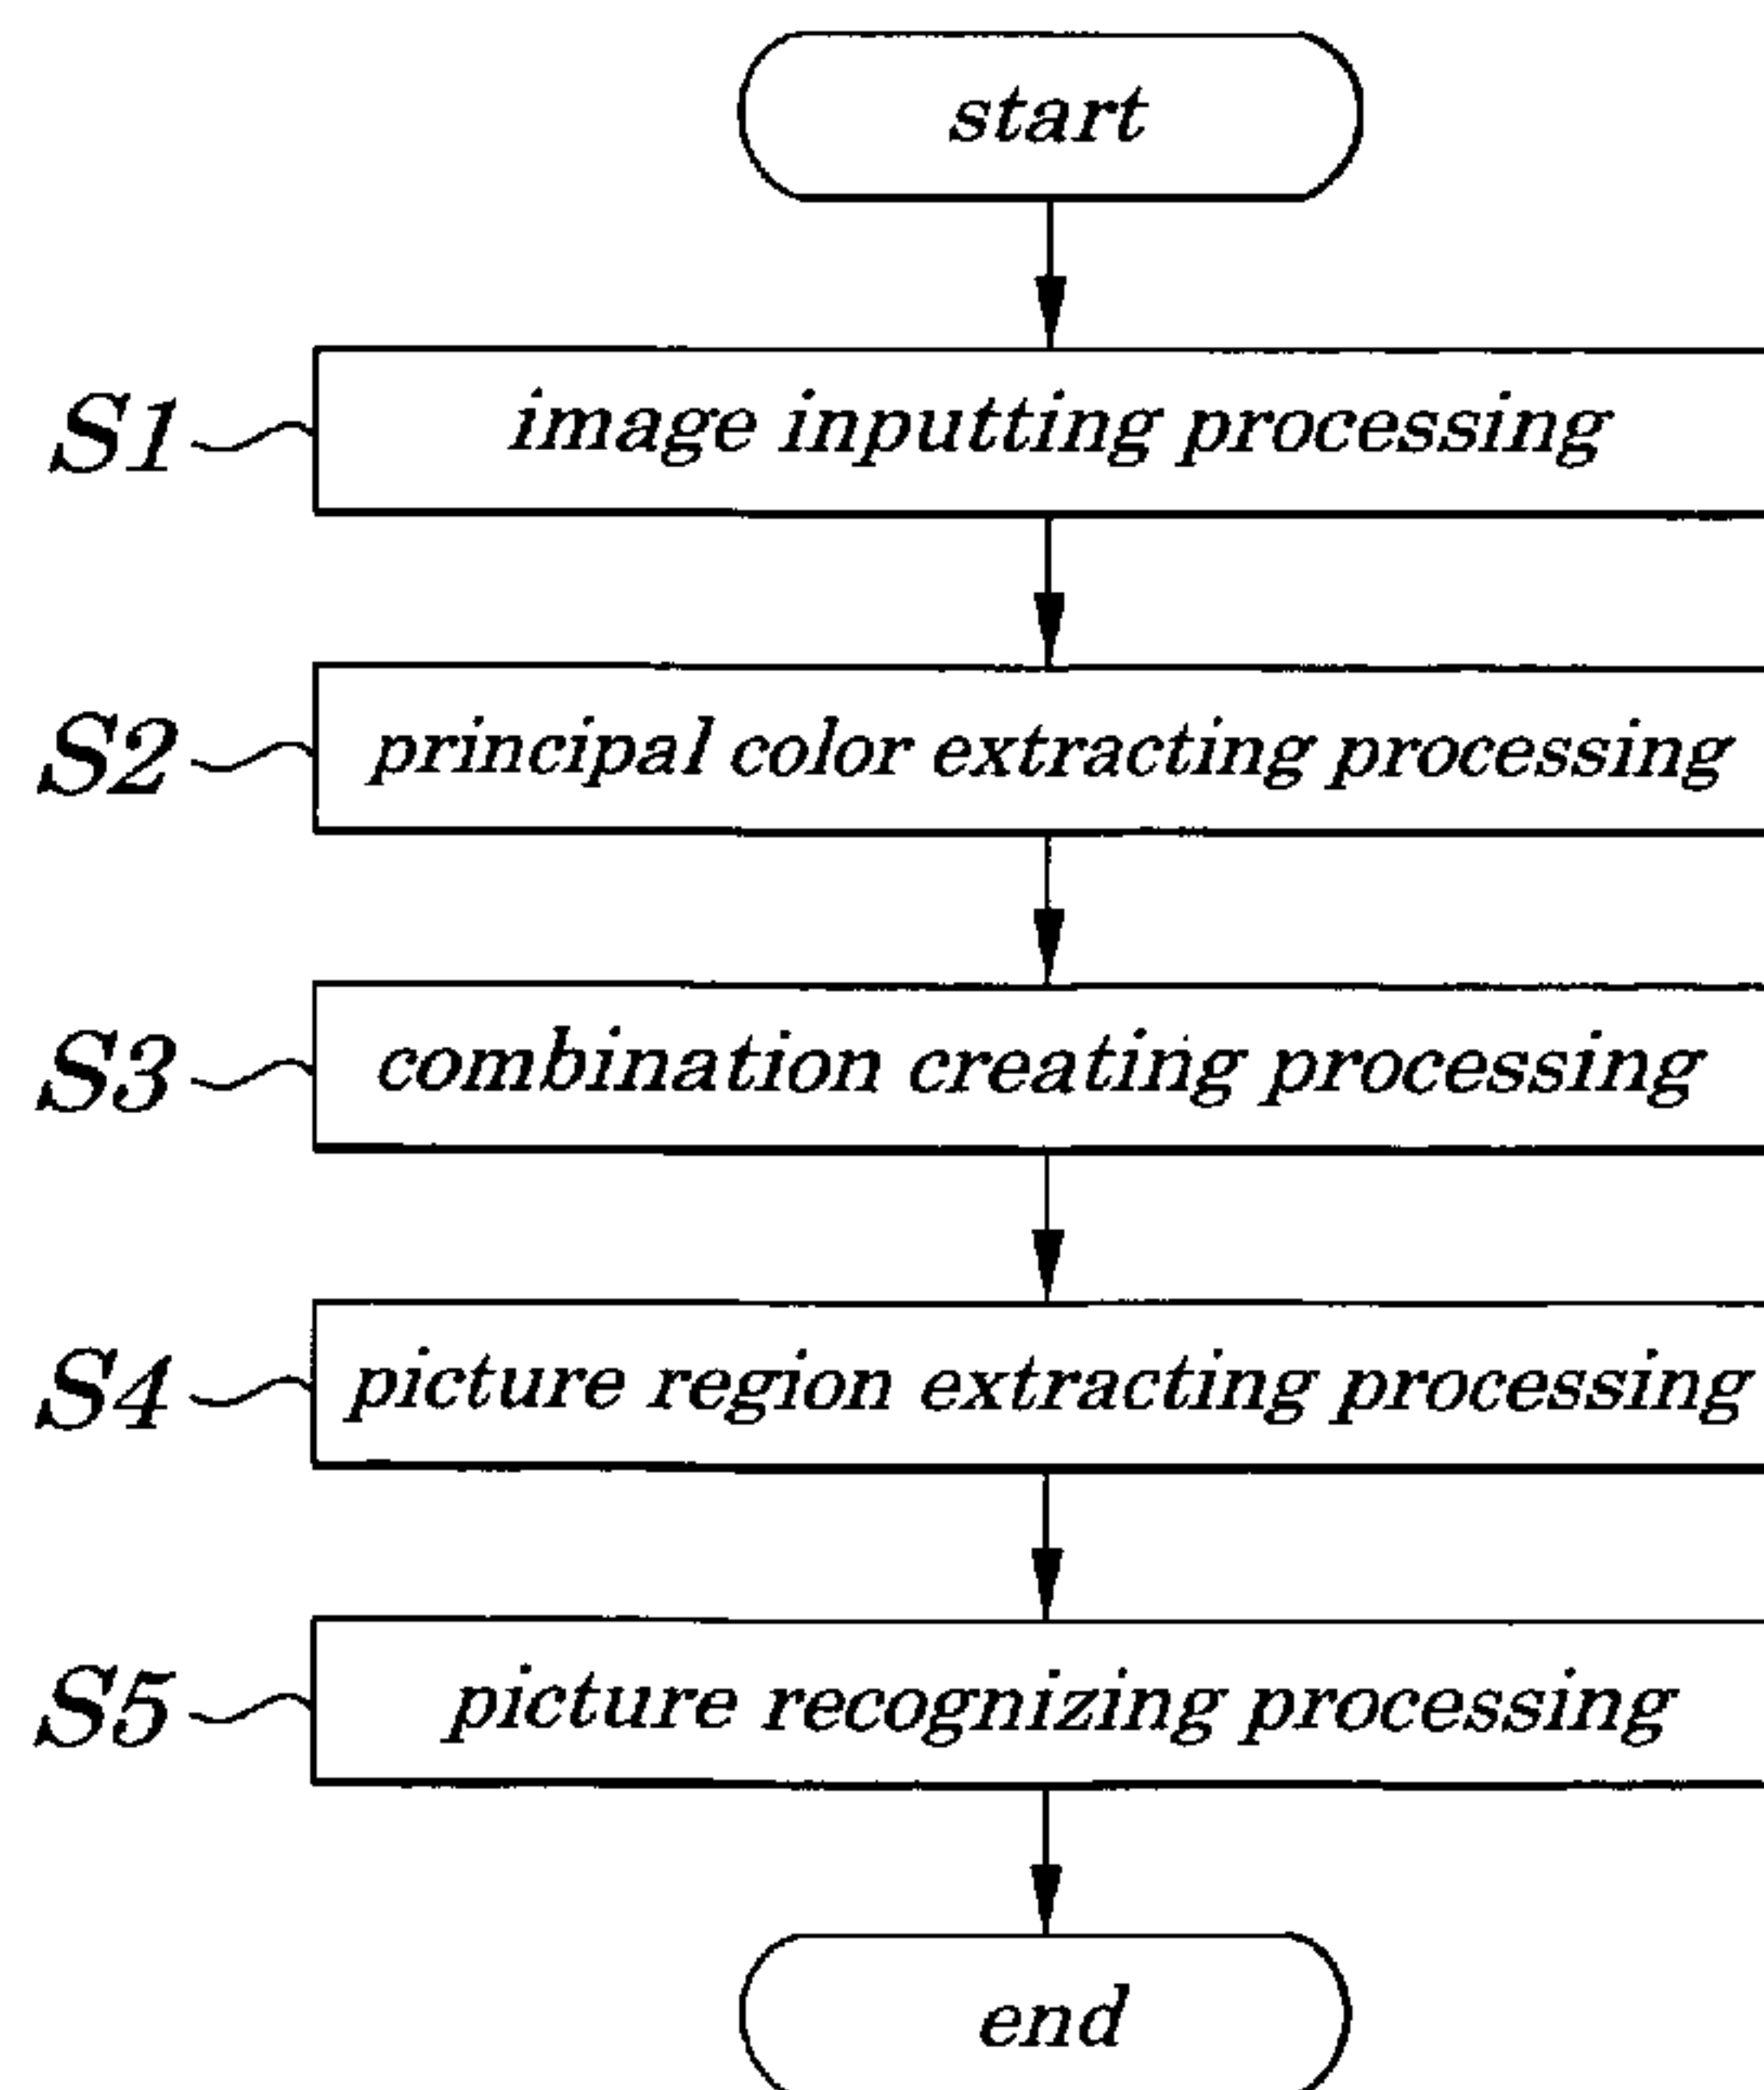 start
S1 image inputting processing
S2 principal color extracting processing
S3 combination creating processing
S4 picture region extracting processing
S5 picture recognizing processing
end